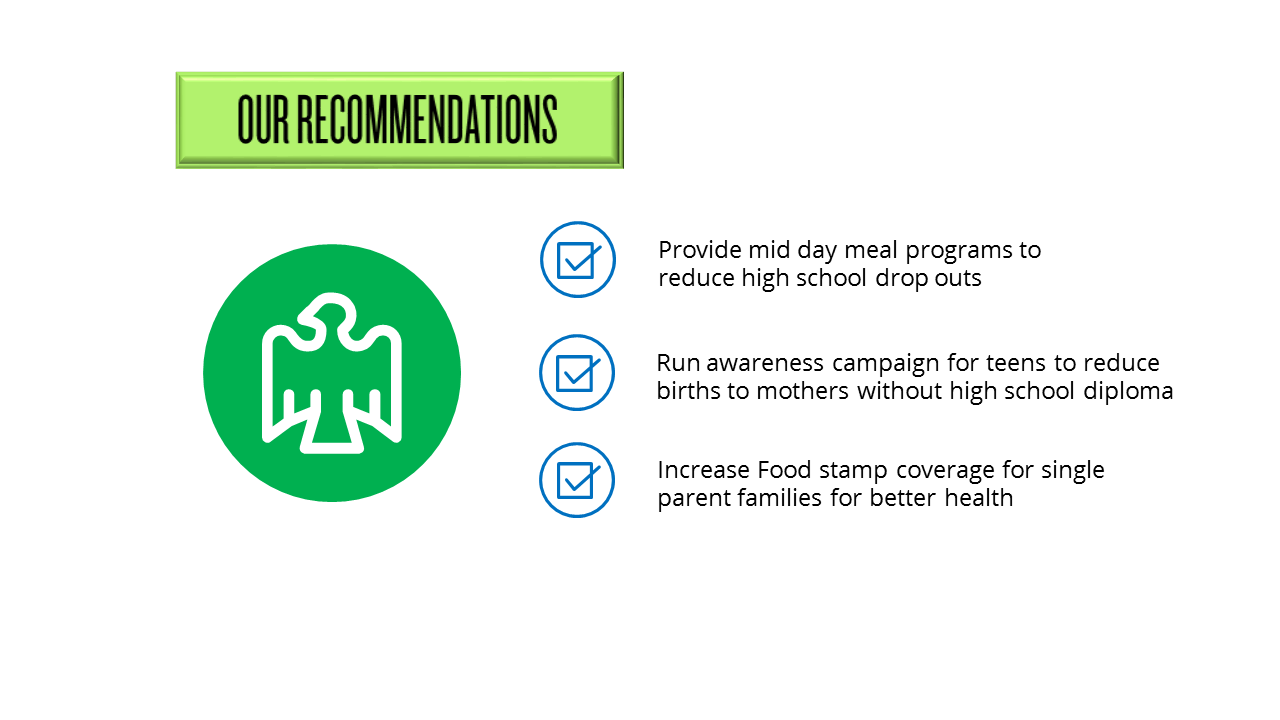 OUR RECOMMENDATIONS
Provide mid day meal programs to
reduce high school drop outs
Run awareness campaign for teens to reduce
births to mothers without high school diploma
Increase Food stamp coverage for single
parent families for better health